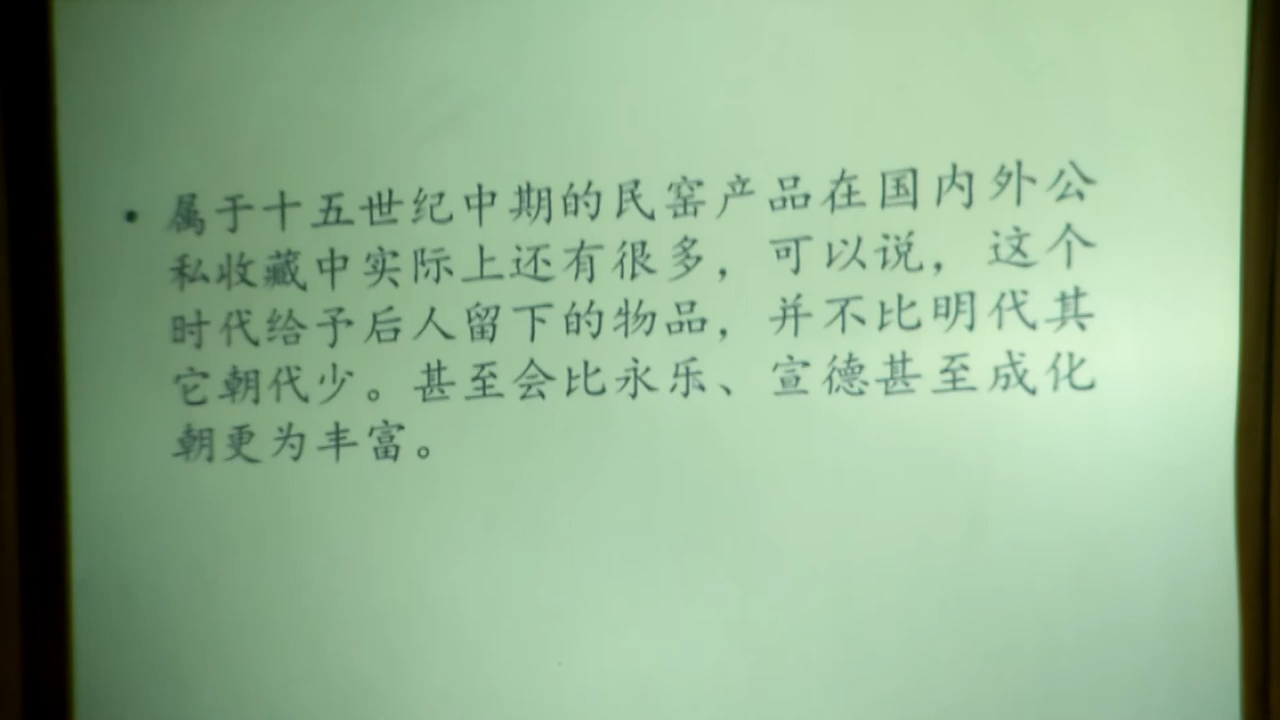 • 属于十五世纪中期的民窑产品在国内外公
私收藏中实际上还有很多，可以说，这个
时代给予后人留下的物品，并不比明代其
它朝代少。甚至会比永乐、宣德甚至成化
朝更为丰富。